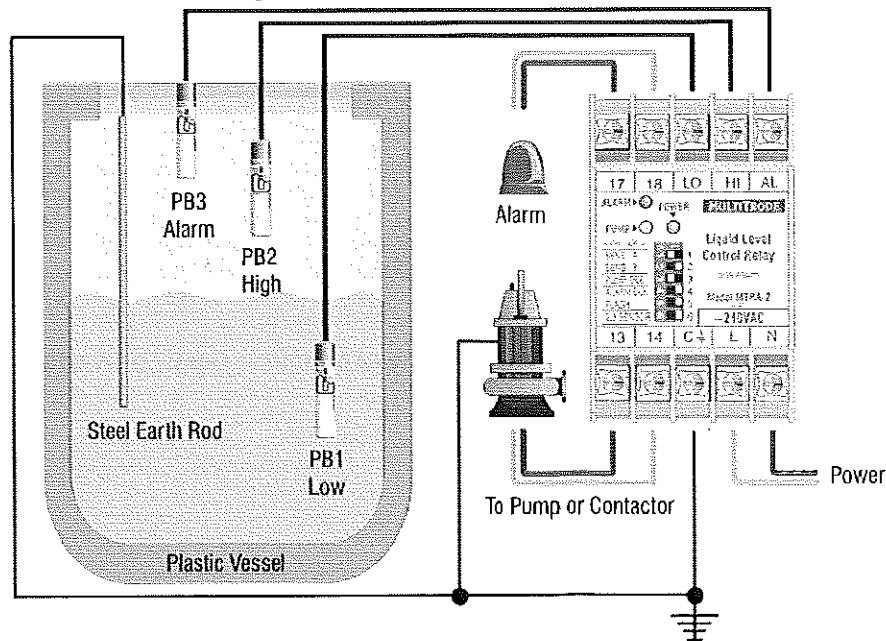 PB3
Alarm
PB2
High
PB1
Low
Steel Earth Rod
Plastic Vessel
Alarm
To Pump or Contactor
Power
17 18 LO HI AL
ALARM
POWER
PUMP
MULTITRODE
Liquid Level
Control Relay
Model MTRA-2
1
2
3
4
5
6
~240VAC
13 14 C L N